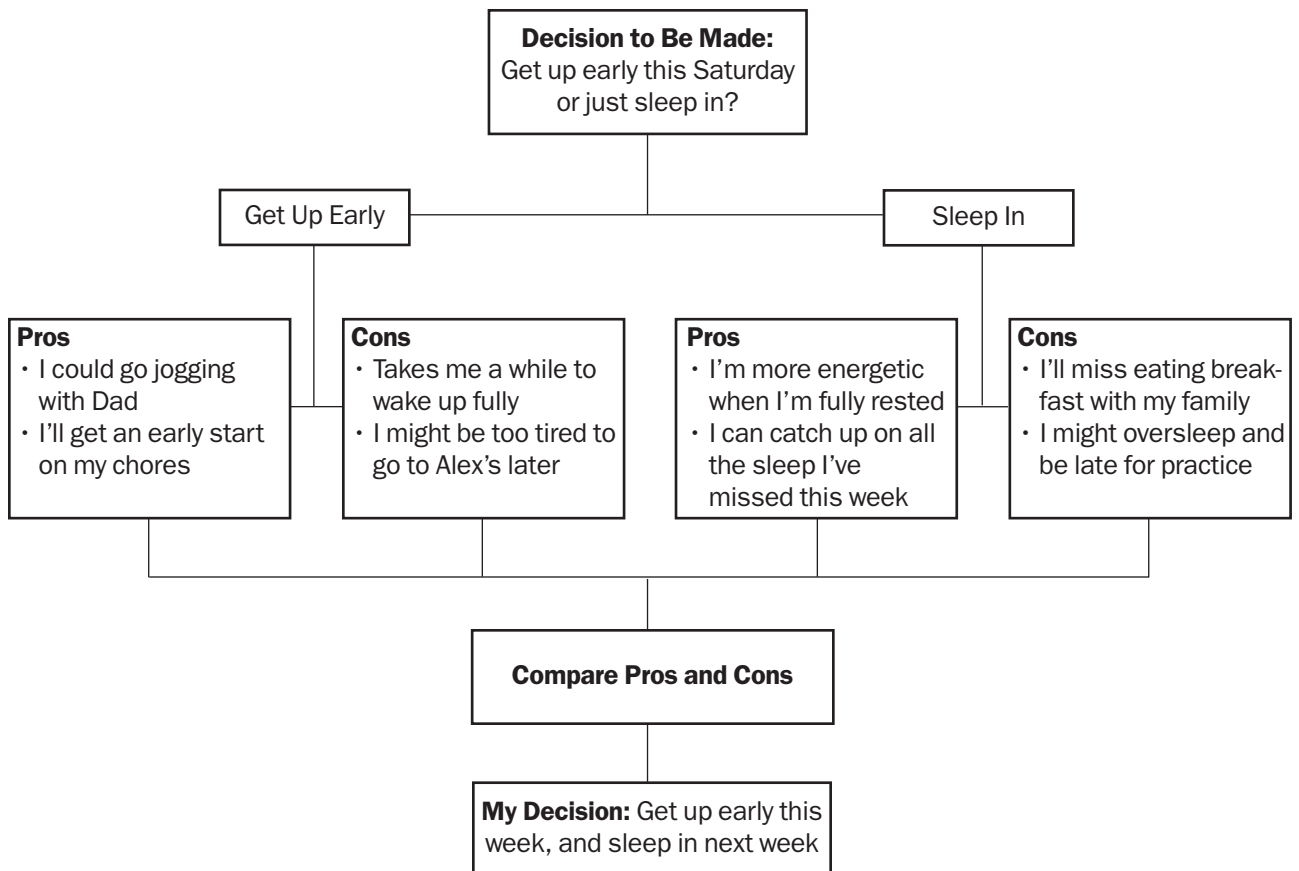 Decision to Be Made:
Get up early this Saturday
or just sleep in?
Get Up Early
Sleep In
Pros
· I could go jogging
with Dad
· I'll get an early start
on my chores
Cons
· Takes me a while to
wake up fully
· I might be too tired to
go to Alex's later
Pros
· I'm more energetic
when I'm fully rested
· I can catch up on all
the sleep I've
missed this week
Cons
· I'll miss eating break-
fast with my family
· I might oversleep and
be late for practice
Compare Pros and Cons
My Decision: Get up early this
week, and sleep in next week